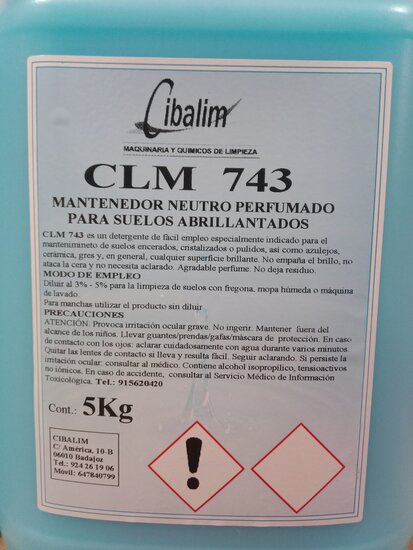 Cibalim
MAQUINARIA Y QUIMICOS DE LIMPIEZA
CLM 743
MANTENEDOR NEUTRO PERFUMADO
PARA SUELOS ABRILLANTADOS
CLM 743 es un detergente de fácil empleo especialmente indicado para el
mantenimineto de suelos encerados, cristalizados o pulidos, asi como azulejos,
cerámica, gres y, en general, cualquier superficie brillante. No empaña el brillo, no
ataca la cera y no necesita aclarado. Agradable perfume. No deja residuo.
MODO DE EMPLEO
Diluir al 3% - 5% para la limpieza de suelos con fregona, mopa húmeda o máquina
de lavado.
Para manchas utilizar el producto sin diluir
PRECAUCIONES
ATENCIÓN. Provoca irritación ocular grave. No ingerir. Mantener fuera del
alcance de los niños. Llevar guantes/prendas/gafas/máscara de protección. En caso
de contacto con los ojos: aclarar cuidadosamente con agua durante varios minutos
Quitar las lentes de contacto si lleva y resulta fácil. Seguir aclarando. Si persiste la
irritación ocular: consultar al médico. Contiene alcohol isopropílico, tensioactivos
no iónicos. En caso de accidente, consultar al Servicio Médico de Información
Toxicológica. Tel.: 915620420
Cont.: 5Kg
CIBALIM
C/ América, 10-B
06010 Badajoz
Tel.: 924 26 19 06
Móvil: 647840799